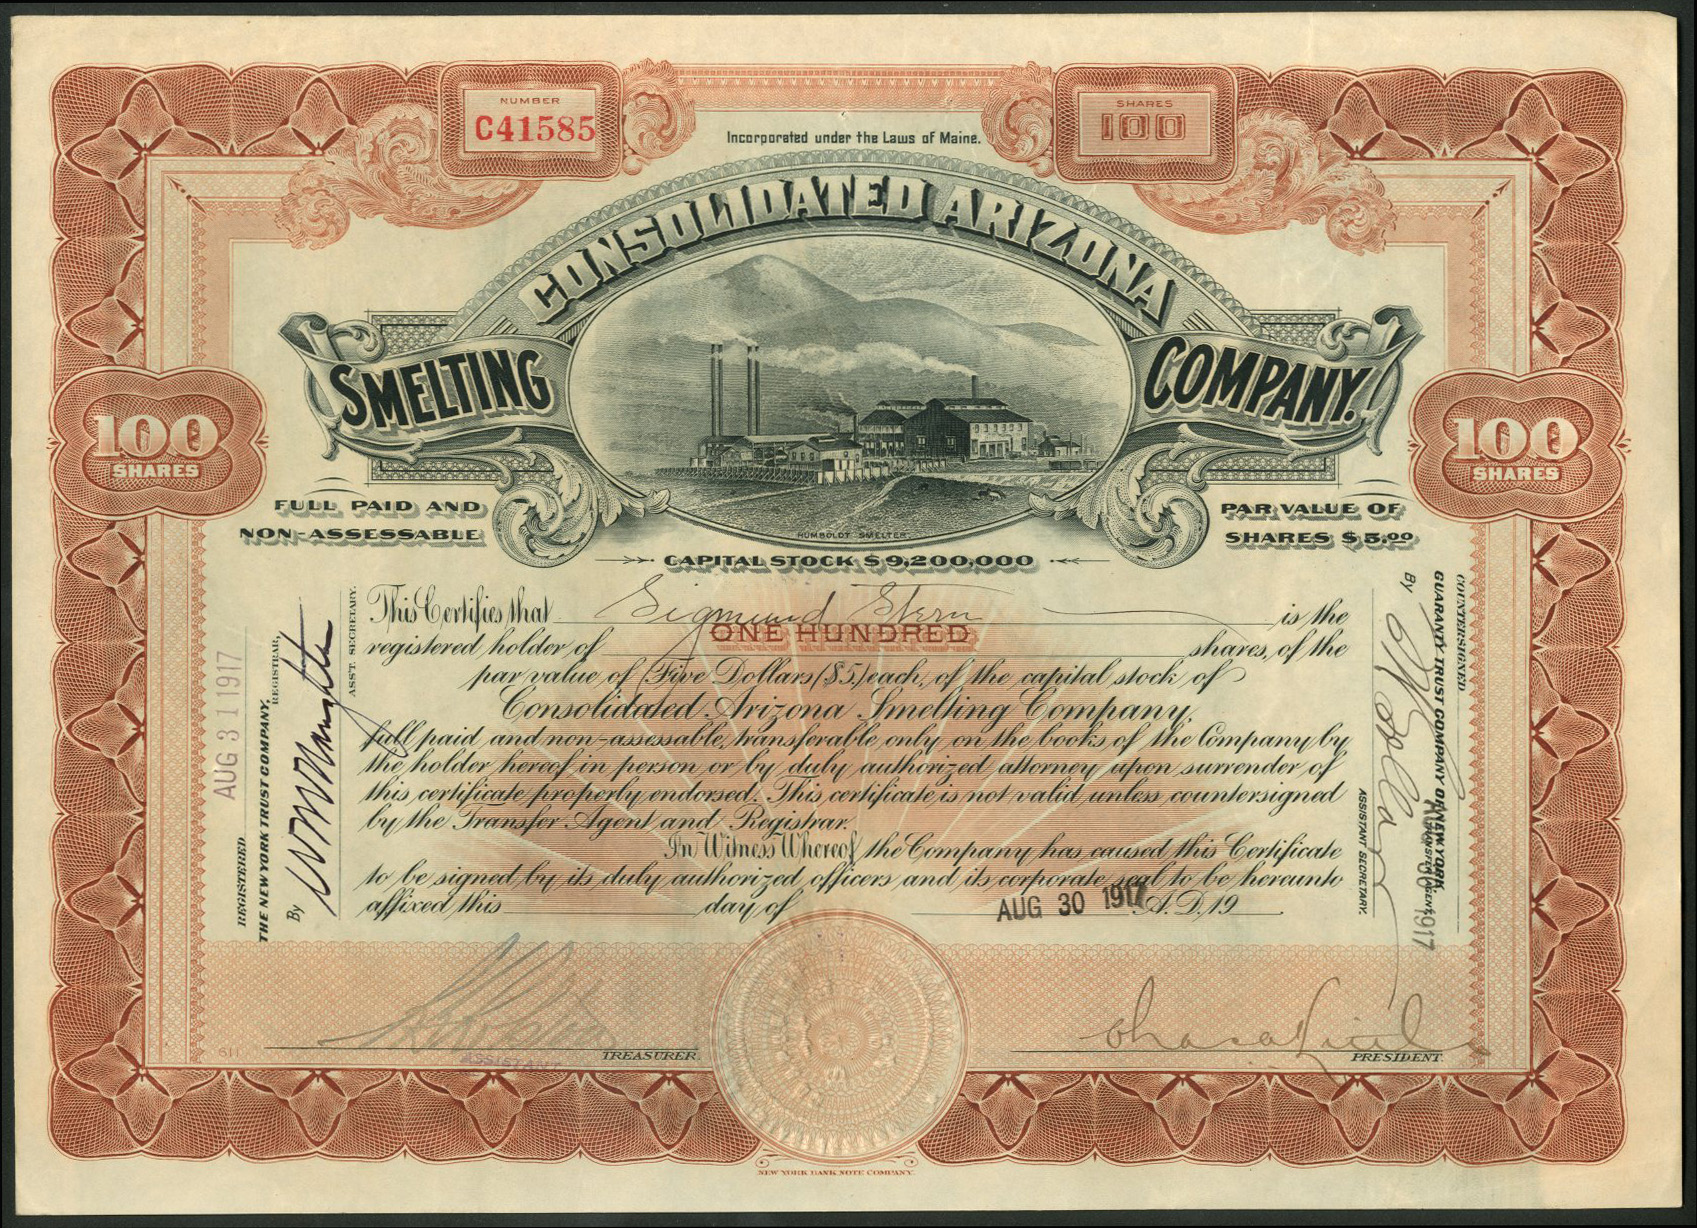 NUMBER
C41585
SHARES
100
Incorporated under the Laws of Maine.
CONSOLIDATED ARIZONA
SMELTING
COMPANY.
100
SHARES
100
SHARES
FULL PAID AND
NON-ASSESSABLE
HUMBOLDT SMELTER.
PAR VALUE OF
SHARES $5.00
CAPITAL STOCK $9,200,000
This Certifies that Sigmund Stern is the
ONE HUNDRED
registered holder of shares, of the
par value of Five Dollars ($5.) each, of the capital stock of
Consolidated Arizona Smelting Company,
full paid and non-assessable, transferable only on the books of the Company by
the holder hereof in person or by duly authorized attorney upon surrender of
this certificate properly endorsed. This certificate is not valid unless countersigned
by the Transfer Agent and Registrar.
In Witness Whereof, the Company has caused this Certificate
to be signed by its duly authorized officers and its corporate seal to be hereunto
affixed this day of A.D. 19
AUG 30 1917
REGISTERED
AUG 31 1917
THE NEW YORK TRUST COMPANY,
REGISTRAR,
By
ASS'T. SECRETARY.
COUNTERSIGNED
GUARANTY TRUST COMPANY OF NEW YORK,
TRANSFER AGENT
AUG 30 1917
By
ASSISTANT SECRETARY.
611
ASSISTANT
TREASURER.
PRESIDENT.
NEW YORK BANK NOTE COMPANY.